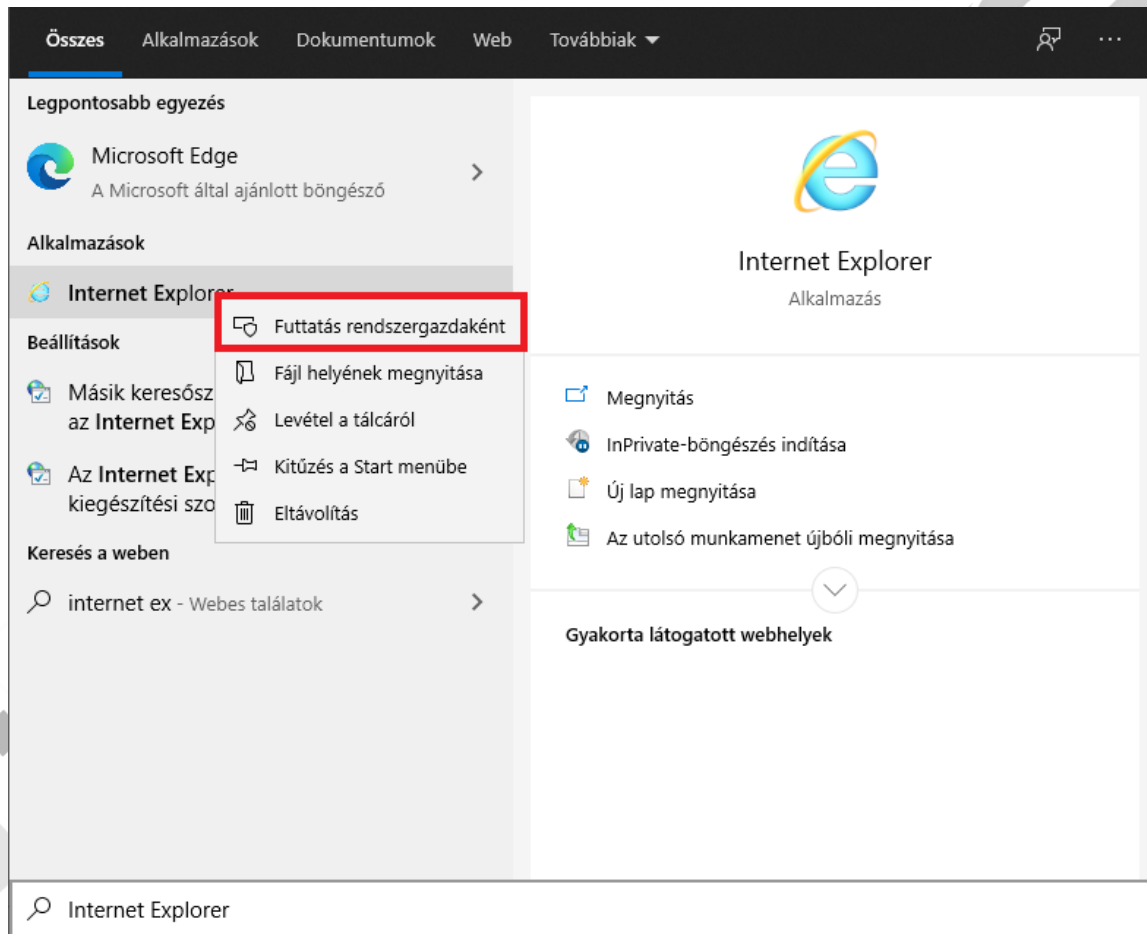 Összes Alkalmazások Dokumentumok Web Továbbiak
Legpontosabb egyezés
Microsoft Edge
A Microsoft által ajánlott böngésző
Alkalmazások
Internet Explorer
Beállítások
Másik keresősz
az Internet Exp
Az Internet Exp
kiegészítési szo
Keresés a weben
internet ex - Webes találatok
Futtatás rendszergazdaként
Fájl helyének megnyitása
Levétel a tálcáról
Kitűzés a Start menübe
Eltávolítás
Internet Explorer
Alkalmazás
Megnyitás
InPrivate-böngészés indítása
Új lap megnyitása
Az utolsó munkamenet újbóli megnyitása
Gyakorta látogatott webhelyek
Internet Explorer